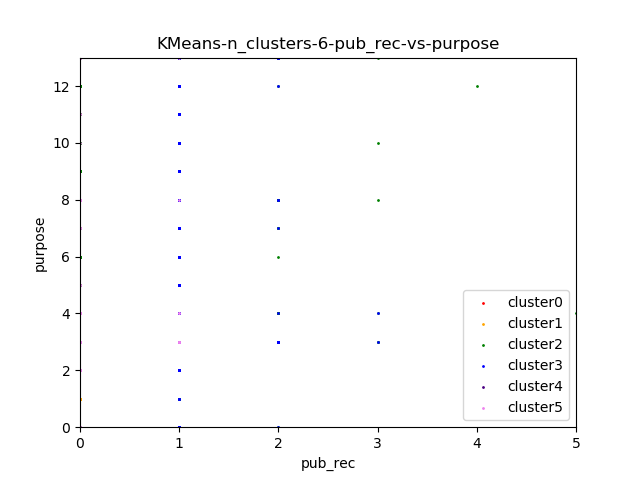 KMeans-n_clusters-6-pub_rec-vs-purpose
12
10
8
6
4
2
0
purpose
0 1 2 3 4 5
pub_rec
cluster0
cluster1
cluster2
cluster3
cluster4
cluster5